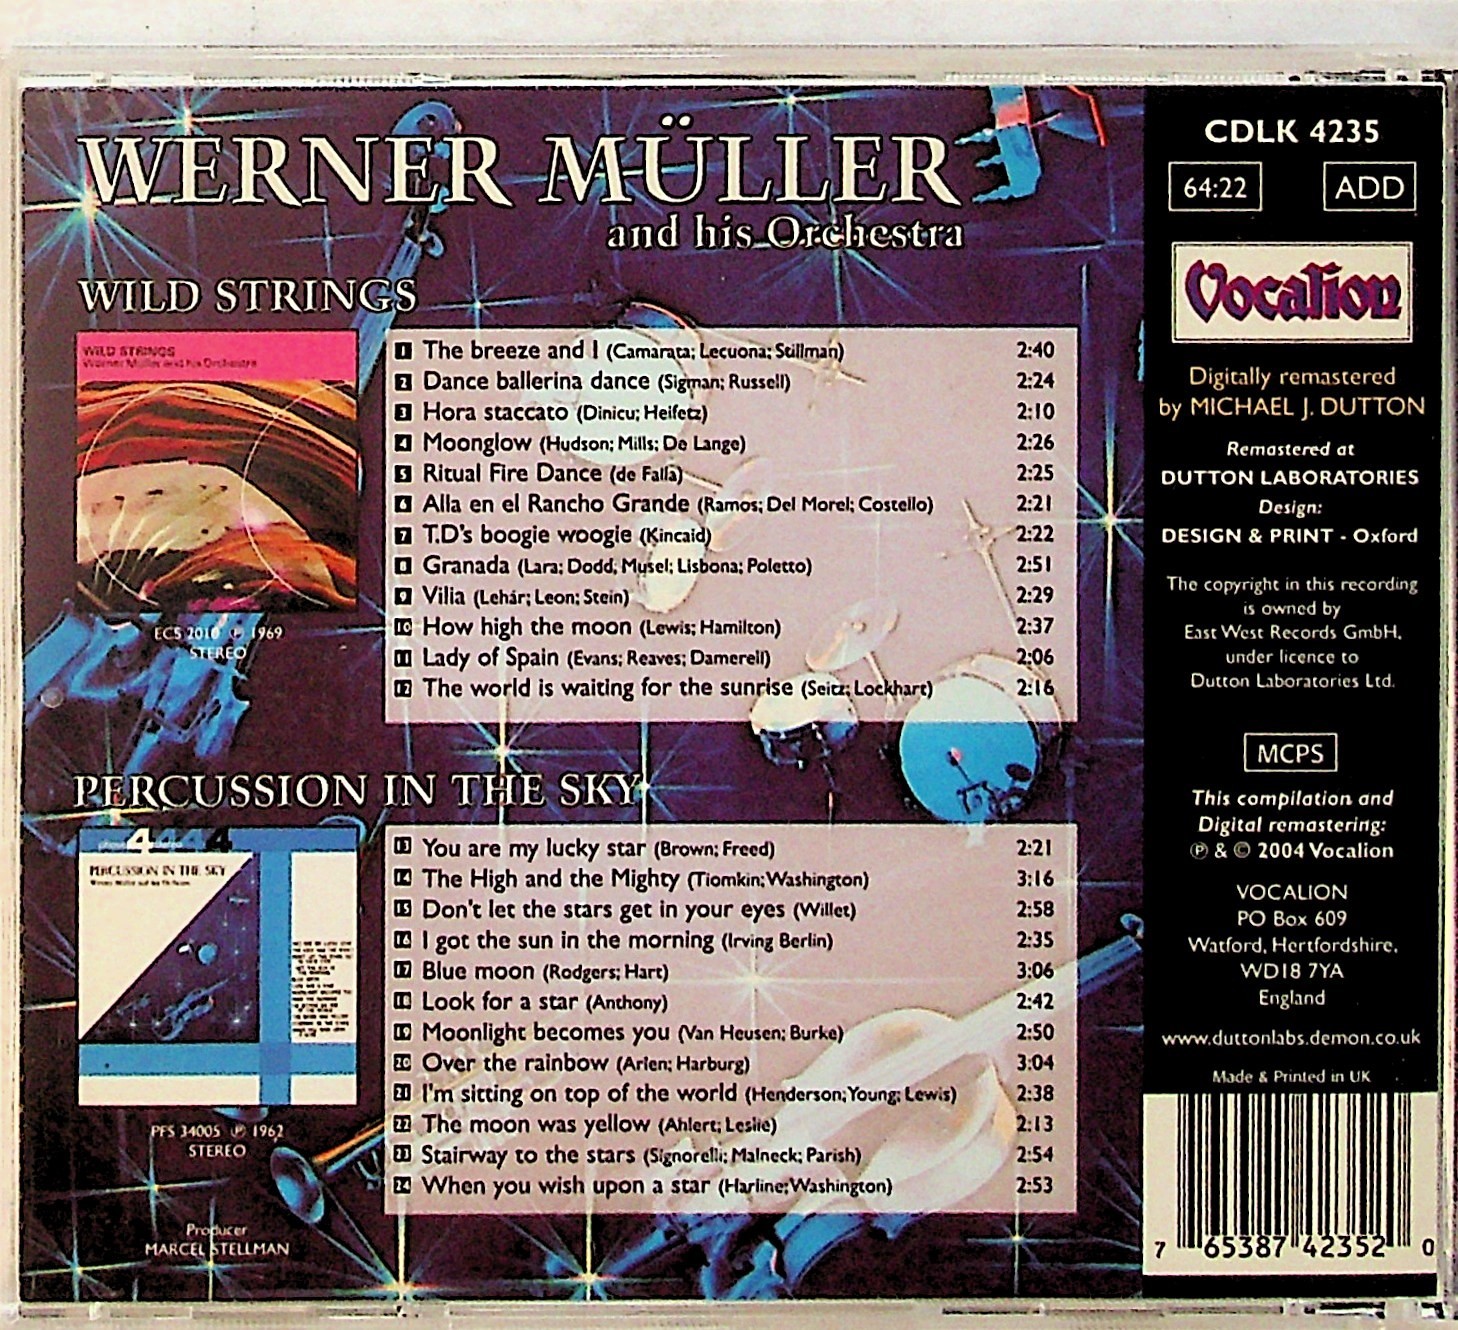 WERNER MÜLLER
and his Orchestra
WILD STRINGS
WILD STRINGS
Werner Müller and his Orchestra
ECS 2010 ℗ 1969
STEREO
1 The breeze and I (Camarata; Lecuona; Stillman) 2:40
2 Dance ballerina dance (Sigman; Russell) 2:24
3 Hora staccato (Dinicu; Heifetz) 2:10
4 Moonglow (Hudson; Mills; De Lange) 2:26
5 Ritual Fire Dance (de Falla) 2:25
6 Alla en el Rancho Grande (Ramos; Del Morel; Costello) 2:21
7 T.D's boogie woogie (Kincaid) 2:22
8 Granada (Lara; Dodd, Musel; Lisbona; Poletto) 2:51
9 Vilia (Lehár; Leon; Stein) 2:29
10 How high the moon (Lewis; Hamilton) 2:37
11 Lady of Spain (Evans; Reaves; Damerell) 2:06
12 The world is waiting for the sunrise (Seitz; Lockhart) 2:16
PERCUSSION IN THE SKY
phase 4 stereo
PERCUSSION IN THE SKY
PFS 34005 ℗ 1962
STEREO
Producer
MARCEL STELLMAN
13 You are my lucky star (Brown; Freed) 2:21
14 The High and the Mighty (Tiomkin; Washington) 3:16
15 Don't let the stars get in your eyes (Willet) 2:58
16 I got the sun in the morning (Irving Berlin) 2:35
17 Blue moon (Rodgers; Hart) 3:06
18 Look for a star (Anthony) 2:42
19 Moonlight becomes you (Van Heusen; Burke) 2:50
20 Over the rainbow (Arlen; Harburg) 3:04
21 I'm sitting on top of the world (Henderson; Young; Lewis) 2:38
22 The moon was yellow (Ahlert; Leslie) 2:13
23 Stairway to the stars (Signorelli; Malneck; Parish) 2:54
24 When you wish upon a star (Harline; Washington) 2:53
CDLK 4235
64:22 ADD
Vocalion
Digitally remastered
by MICHAEL J. DUTTON
Remastered at
DUTTON LABORATORIES
Design:
DESIGN & PRINT - Oxford
The copyright in this recording
is owned by
East West Records GmbH,
under licence to
Dutton Laboratories Ltd.
MCPS
This compilation and
Digital remastering:
℗ & © 2004 Vocalion
VOCALION
PO Box 609
Watford, Hertfordshire,
WD18 7YA
England
www.duttonlabs.demon.co.uk
Made & Printed in UK
7 65387 42352 0